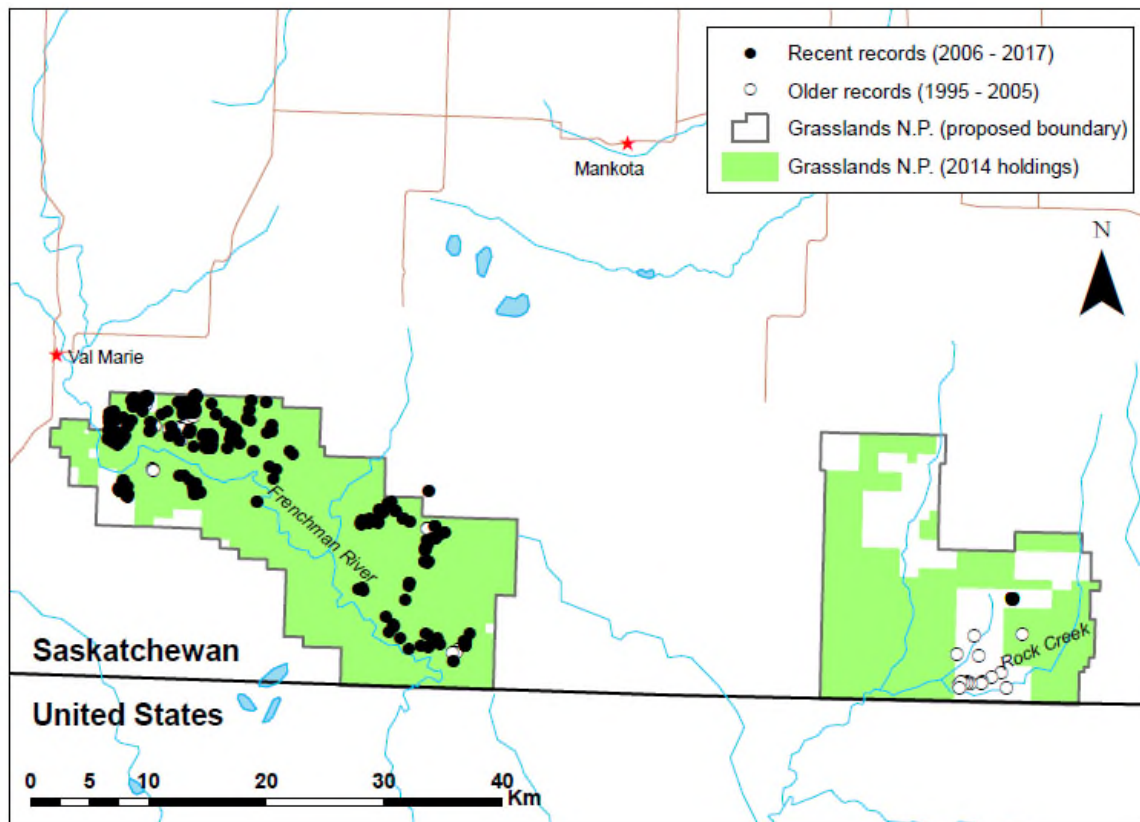 Recent records (2006 - 2017)
Older records (1995 - 2005)
Grasslands N.P. (proposed boundary)
Grasslands N.P. (2014 holdings)
Mankota
N
Val Marie
Frenchman River
Rock Creek
Saskatchewan
United States
0 5 10 20 30 40
Km